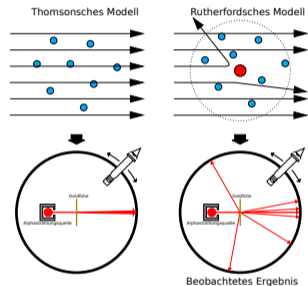 Thomsonsches Modell
Rutherfordsches Modell
Goldfolie
Alphastrahlungsquelle
Goldfolie
Alphastrahlungsquelle
Beobachtetes Ergebnis